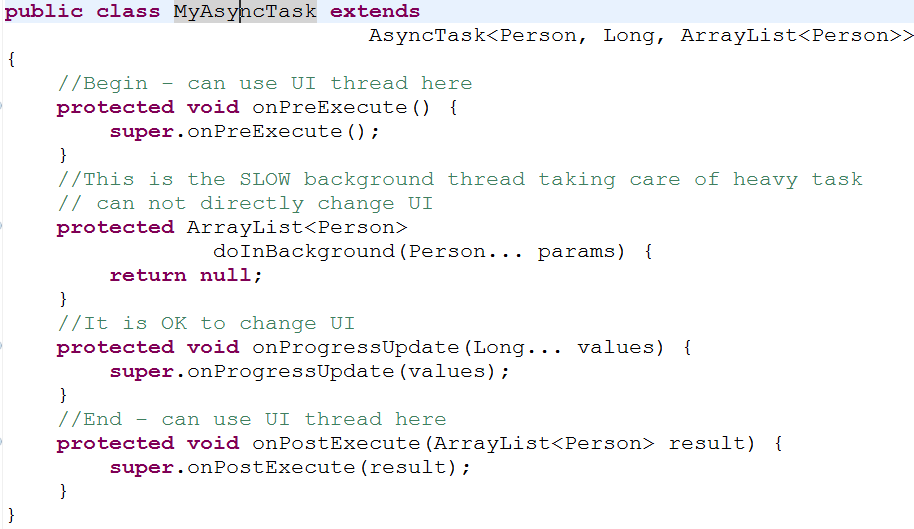 public class MyAsyncTask extends
AsyncTask<Person, Long, ArrayList<Person>>
{
//Begin - can use UI thread here
protected void onPreExecute() {
super.onPreExecute();
}
//This is the SLOW background thread taking care of heavy task
// can not directly change UI
protected ArrayList<Person>
doInBackground(Person... params) {
return null;
}
//It is OK to change UI
protected void onProgressUpdate(Long... values) {
super.onProgressUpdate(values);
}
//End - can use UI thread here
protected void onPostExecute(ArrayList<Person> result) {
super.onPostExecute(result);
}
}